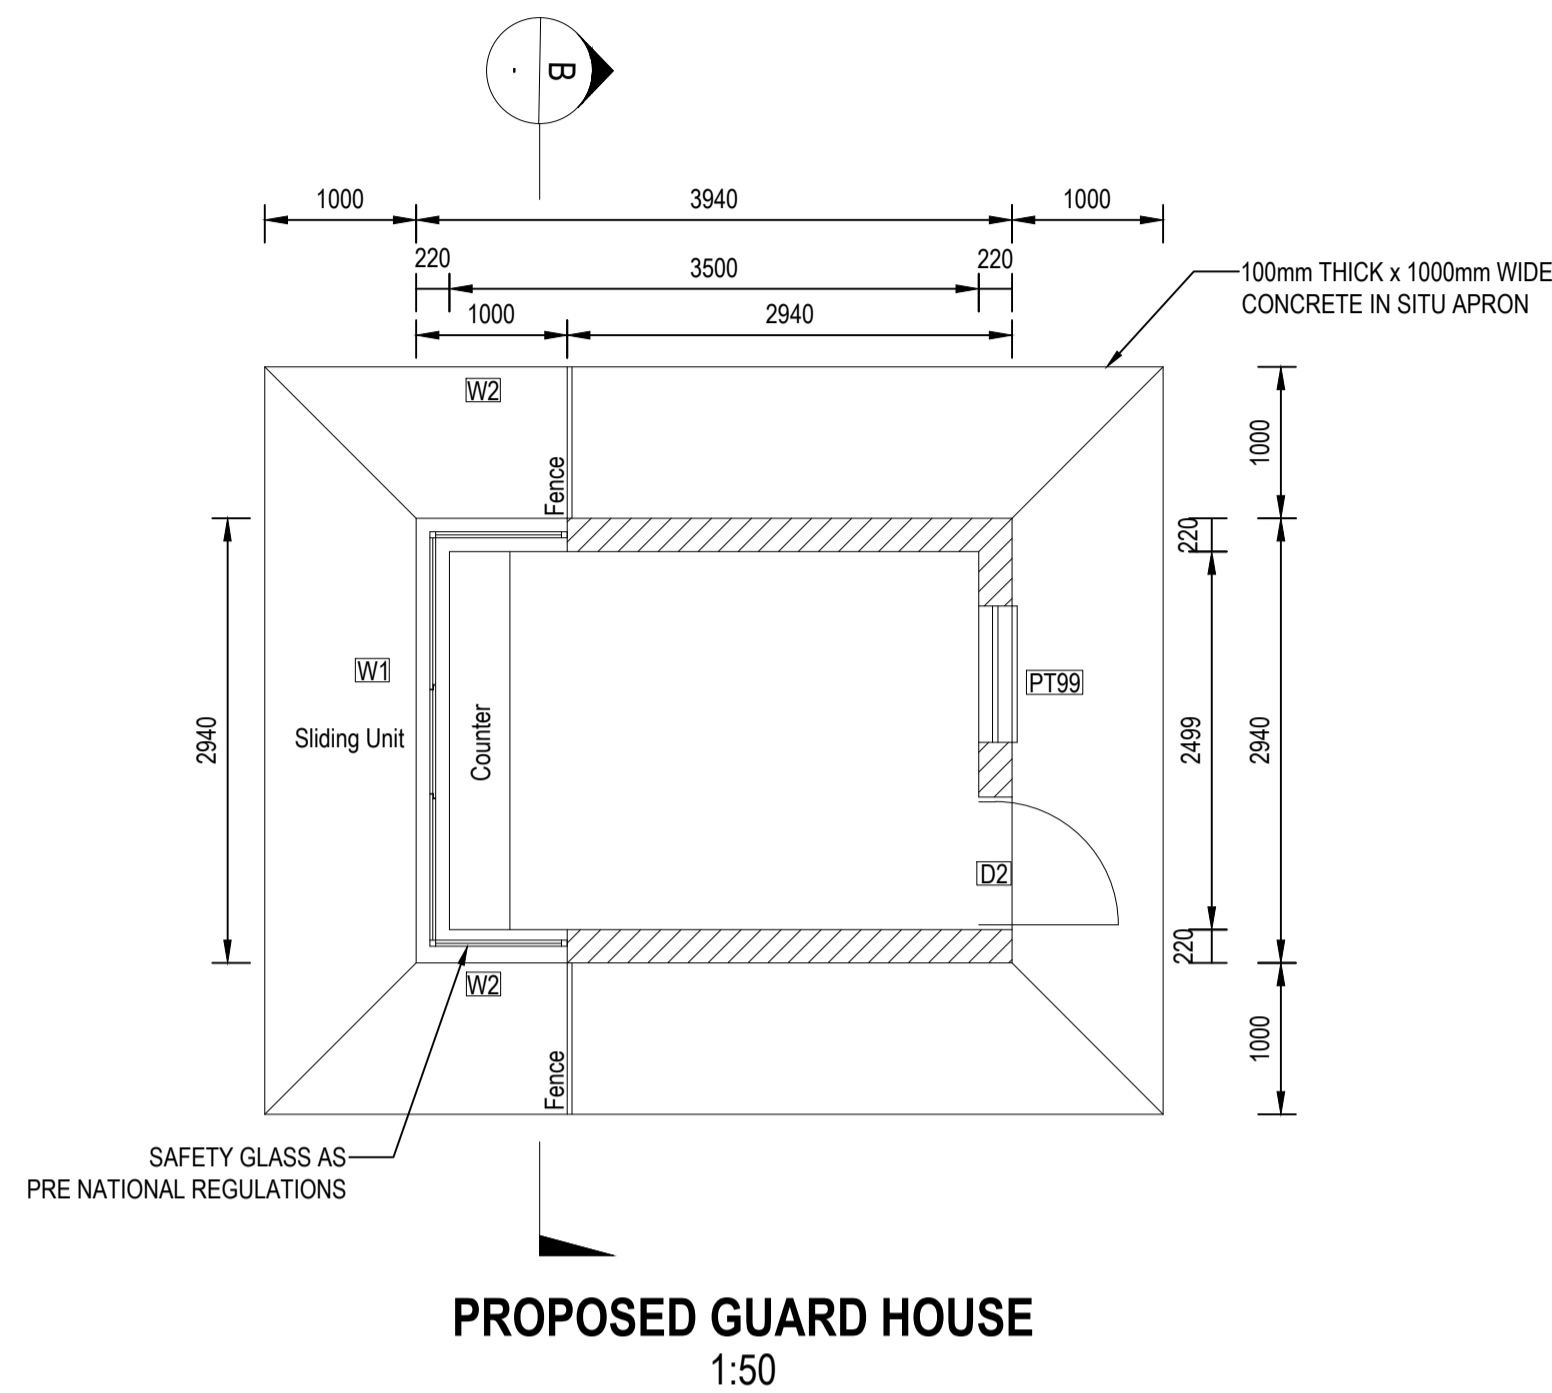 B
1000
3940
1000
220
3500
220
1000
2940
100mm THICK x 1000mm WIDE
CONCRETE IN SITU APRON
W2
Fence
1000
220
W1
Sliding Unit
Counter
PT99
2940
2499
2940
D2
220
W2
Fence
1000
SAFETY GLASS AS
PRE NATIONAL REGULATIONS
PROPOSED GUARD HOUSE
1:50